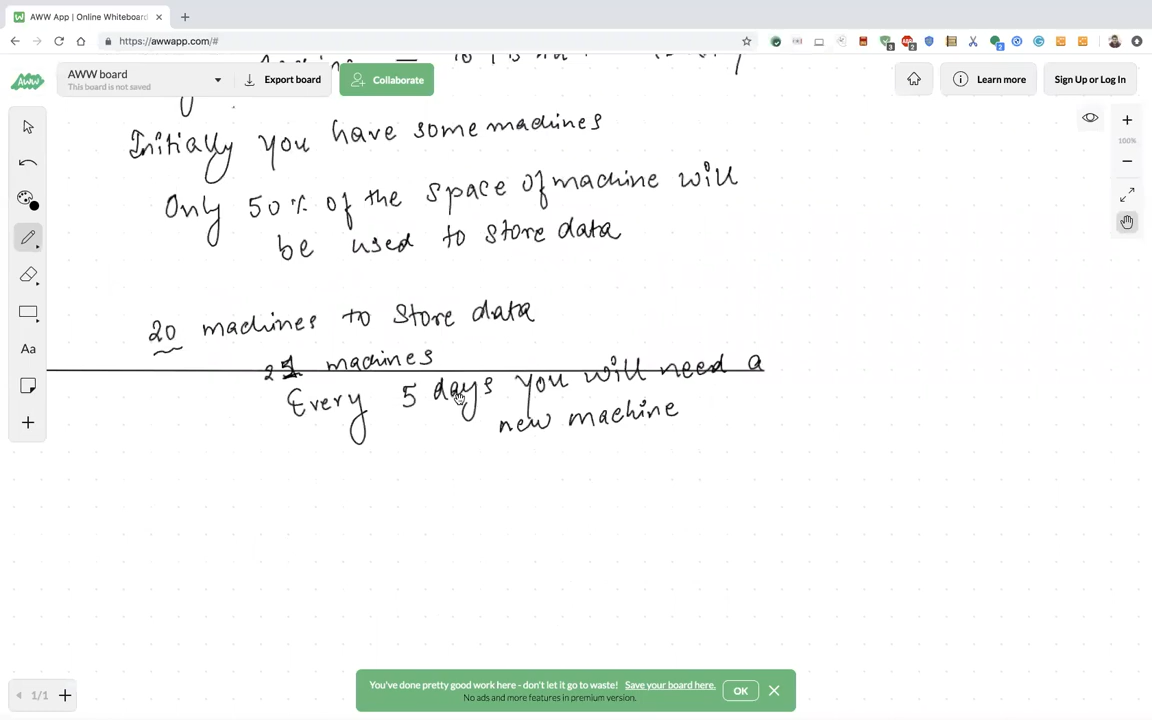 AWW App | Online Whiteboard
https://awwapp.com/#
AWW
AWW board
This board is not saved
Export board
Collaborate
Learn more
Sign Up or Log In
100%
Initially you have some machines
Only 50% of the space of machine will
be used to store data
20 machines to store data
machines
Every 5 days you will need a
new machine
Aa
1/1
You've done pretty good work here - don't let it go to waste! Save your board here.
No ads and more features in premium version.
OK